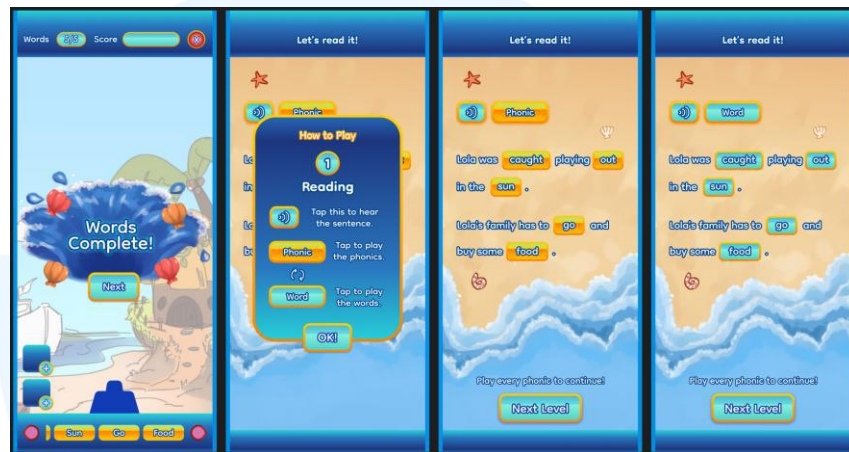 Words 5/5 Score
Words
Complete!
Next
Sun Go Food
Let's read it!
Phonic
How to Play
1
Reading
Tap this to hear
the sentence.
Phonic Tap to play
the phonics.
Word Tap to play
the words.
OK!
Let's read it!
Phonic
Lola was caught playing out
in the sun .
Lola's family has to go and
buy some food .
Play every phonic to continue!
Next Level
Let's read it!
Word
Lola was caught playing out
in the sun .
Lola's family has to go and
buy some food .
Play every phonic to continue!
Next Level